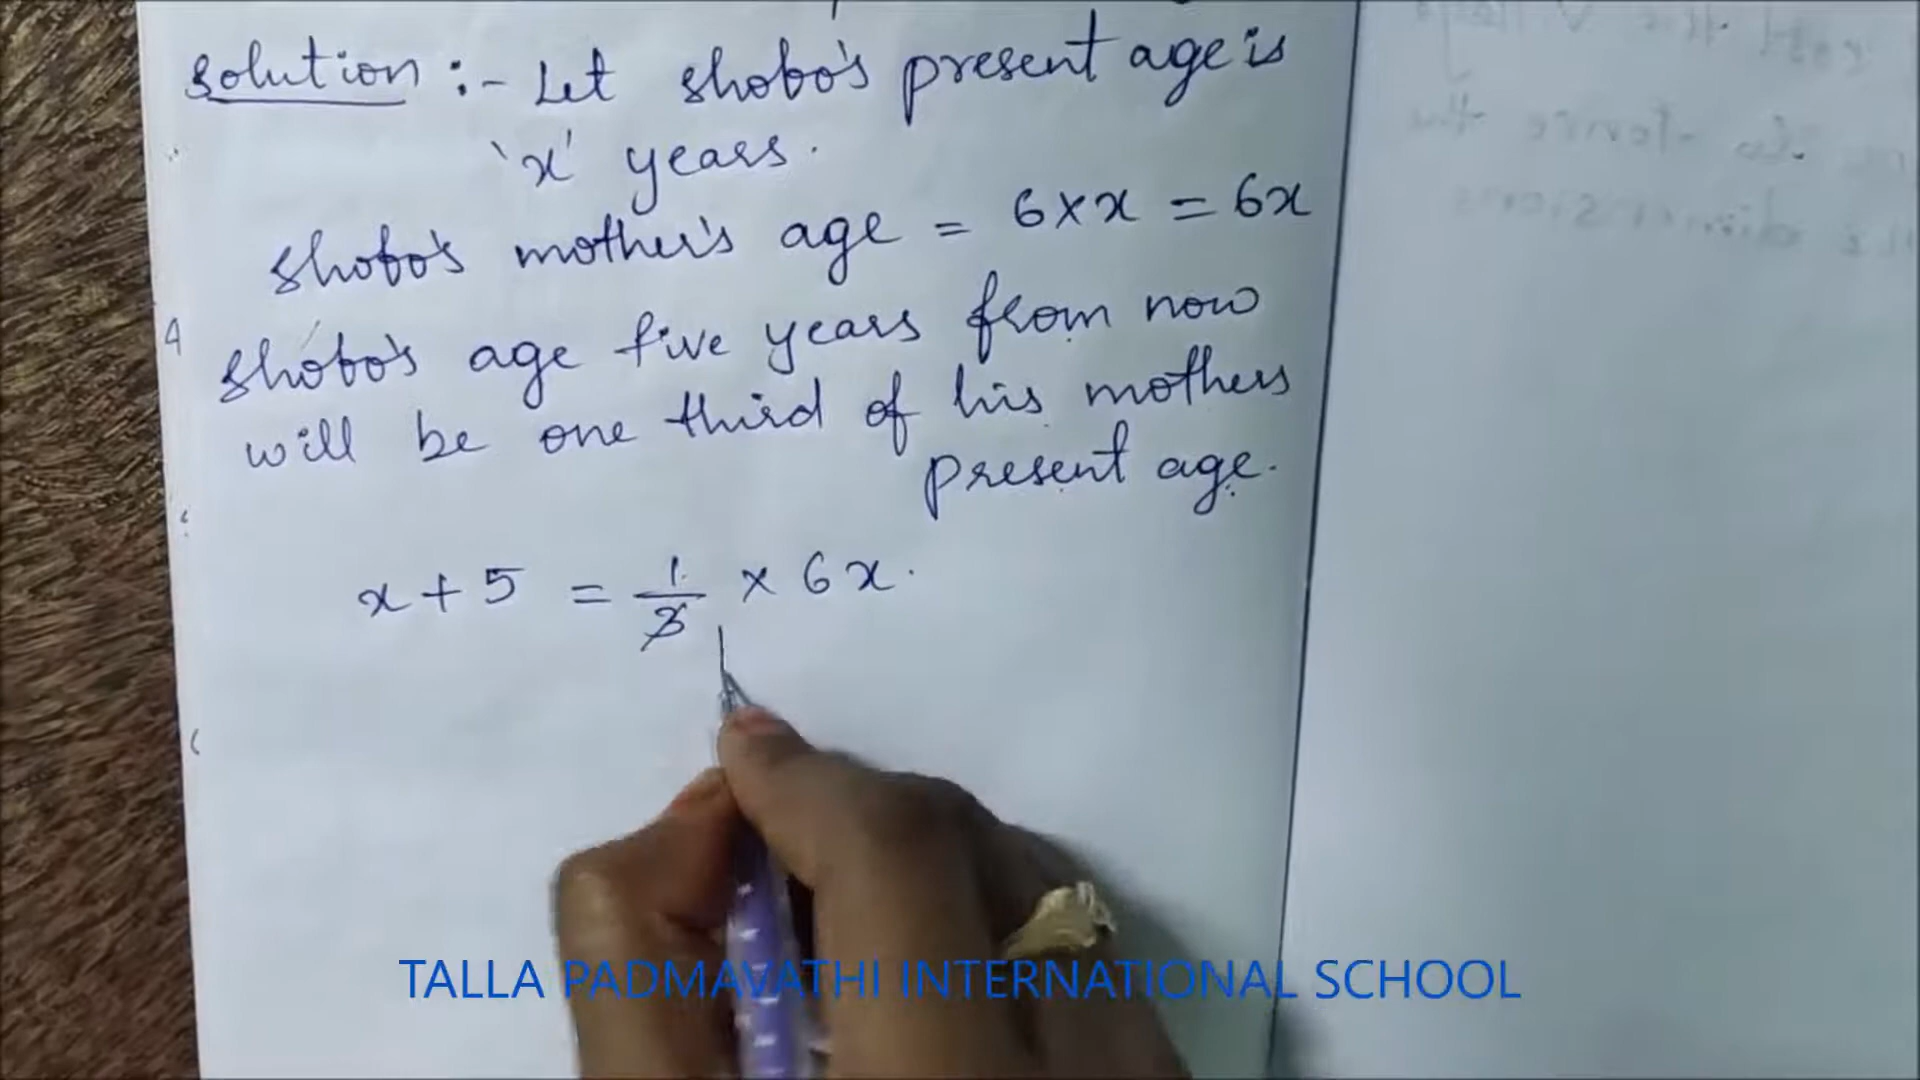 Solution :- Let shobo's present age is
'x' years.
Shobo's mother's age = 6×x = 6x
Shobo's age five years from now
will be one third of his mothers
present age.
x+5 = 1/3 × 6x.
TALLA PADMAVATHI INTERNATIONAL SCHOOL